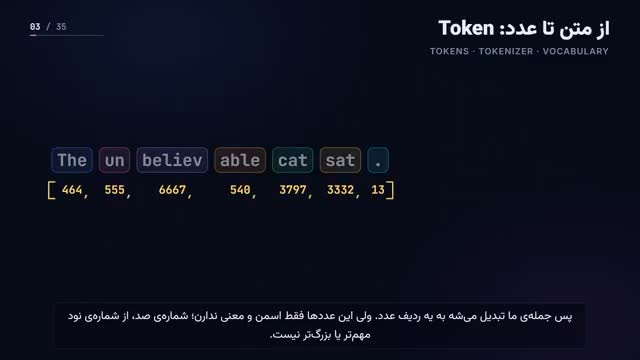 03 / 35
از متن تا عدد: Token
TOKENS · TOKENIZER · VOCABULARY
The un believ able cat sat .
[ 464, 555, 6667, 540, 3797, 3332, 13 ]
پس جمله‌ی ما تبدیل می‌شه به یه ردیف عدد. ولی این عددها فقط اسمن و معنی ندارن؛ شماره‌ی صد، از شماره‌ی نود
مهم‌تر یا بزرگ‌تر نیست.